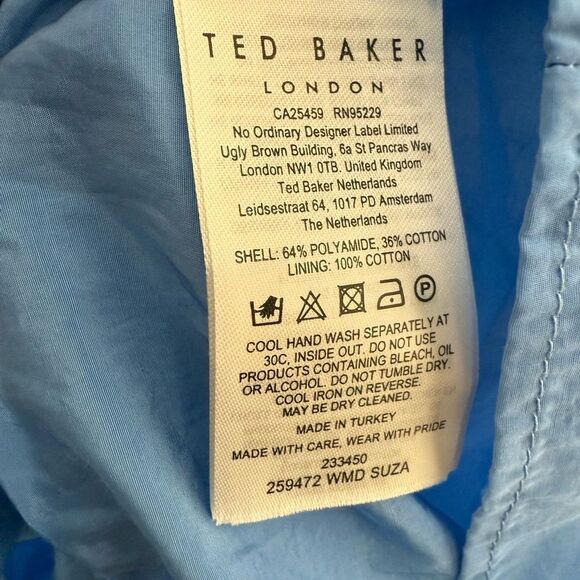 TED BAKER
LONDON
CA25459 RN95229
No Ordinary Designer Label Limited
Ugly Brown Building, 6a St Pancras Way
London NW1 0TB. United Kingdom
Ted Baker Netherlands
Leidsestraat 64, 1017 PD Amsterdam
The Netherlands
SHELL: 64% POLYAMIDE, 36% COTTON
LINING: 100% COTTON
P
COOL HAND WASH SEPARATELY AT
30C, INSIDE OUT. DO NOT USE
PRODUCTS CONTAINING BLEACH, OIL
OR ALCOHOL. DO NOT TUMBLE DRY.
COOL IRON ON REVERSE.
MAY BE DRY CLEANED.
MADE IN TURKEY
MADE WITH CARE, WEAR WITH PRIDE
233450
259472 WMD SUZA